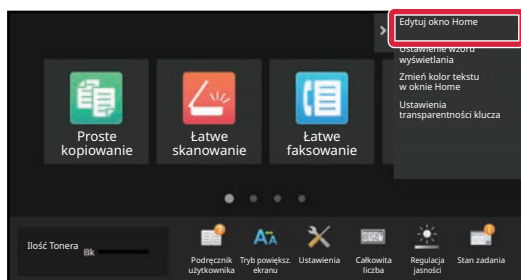 Edytuj okno Home
Ustawienie wzoru
wyświetlania
Zmień kolor tekstu
w oknie Home
Ustawienia
transparentności klucza
Proste
kopiowanie
Łatwe
skanowanie
Łatwe
faksowanie
Ilość Tonera
Bk
Podręcznik
użytkownika
Tryb powiększ.
ekranu
Ustawienia
Całkowita
liczba
Regulacja
jasności
Stan zadania